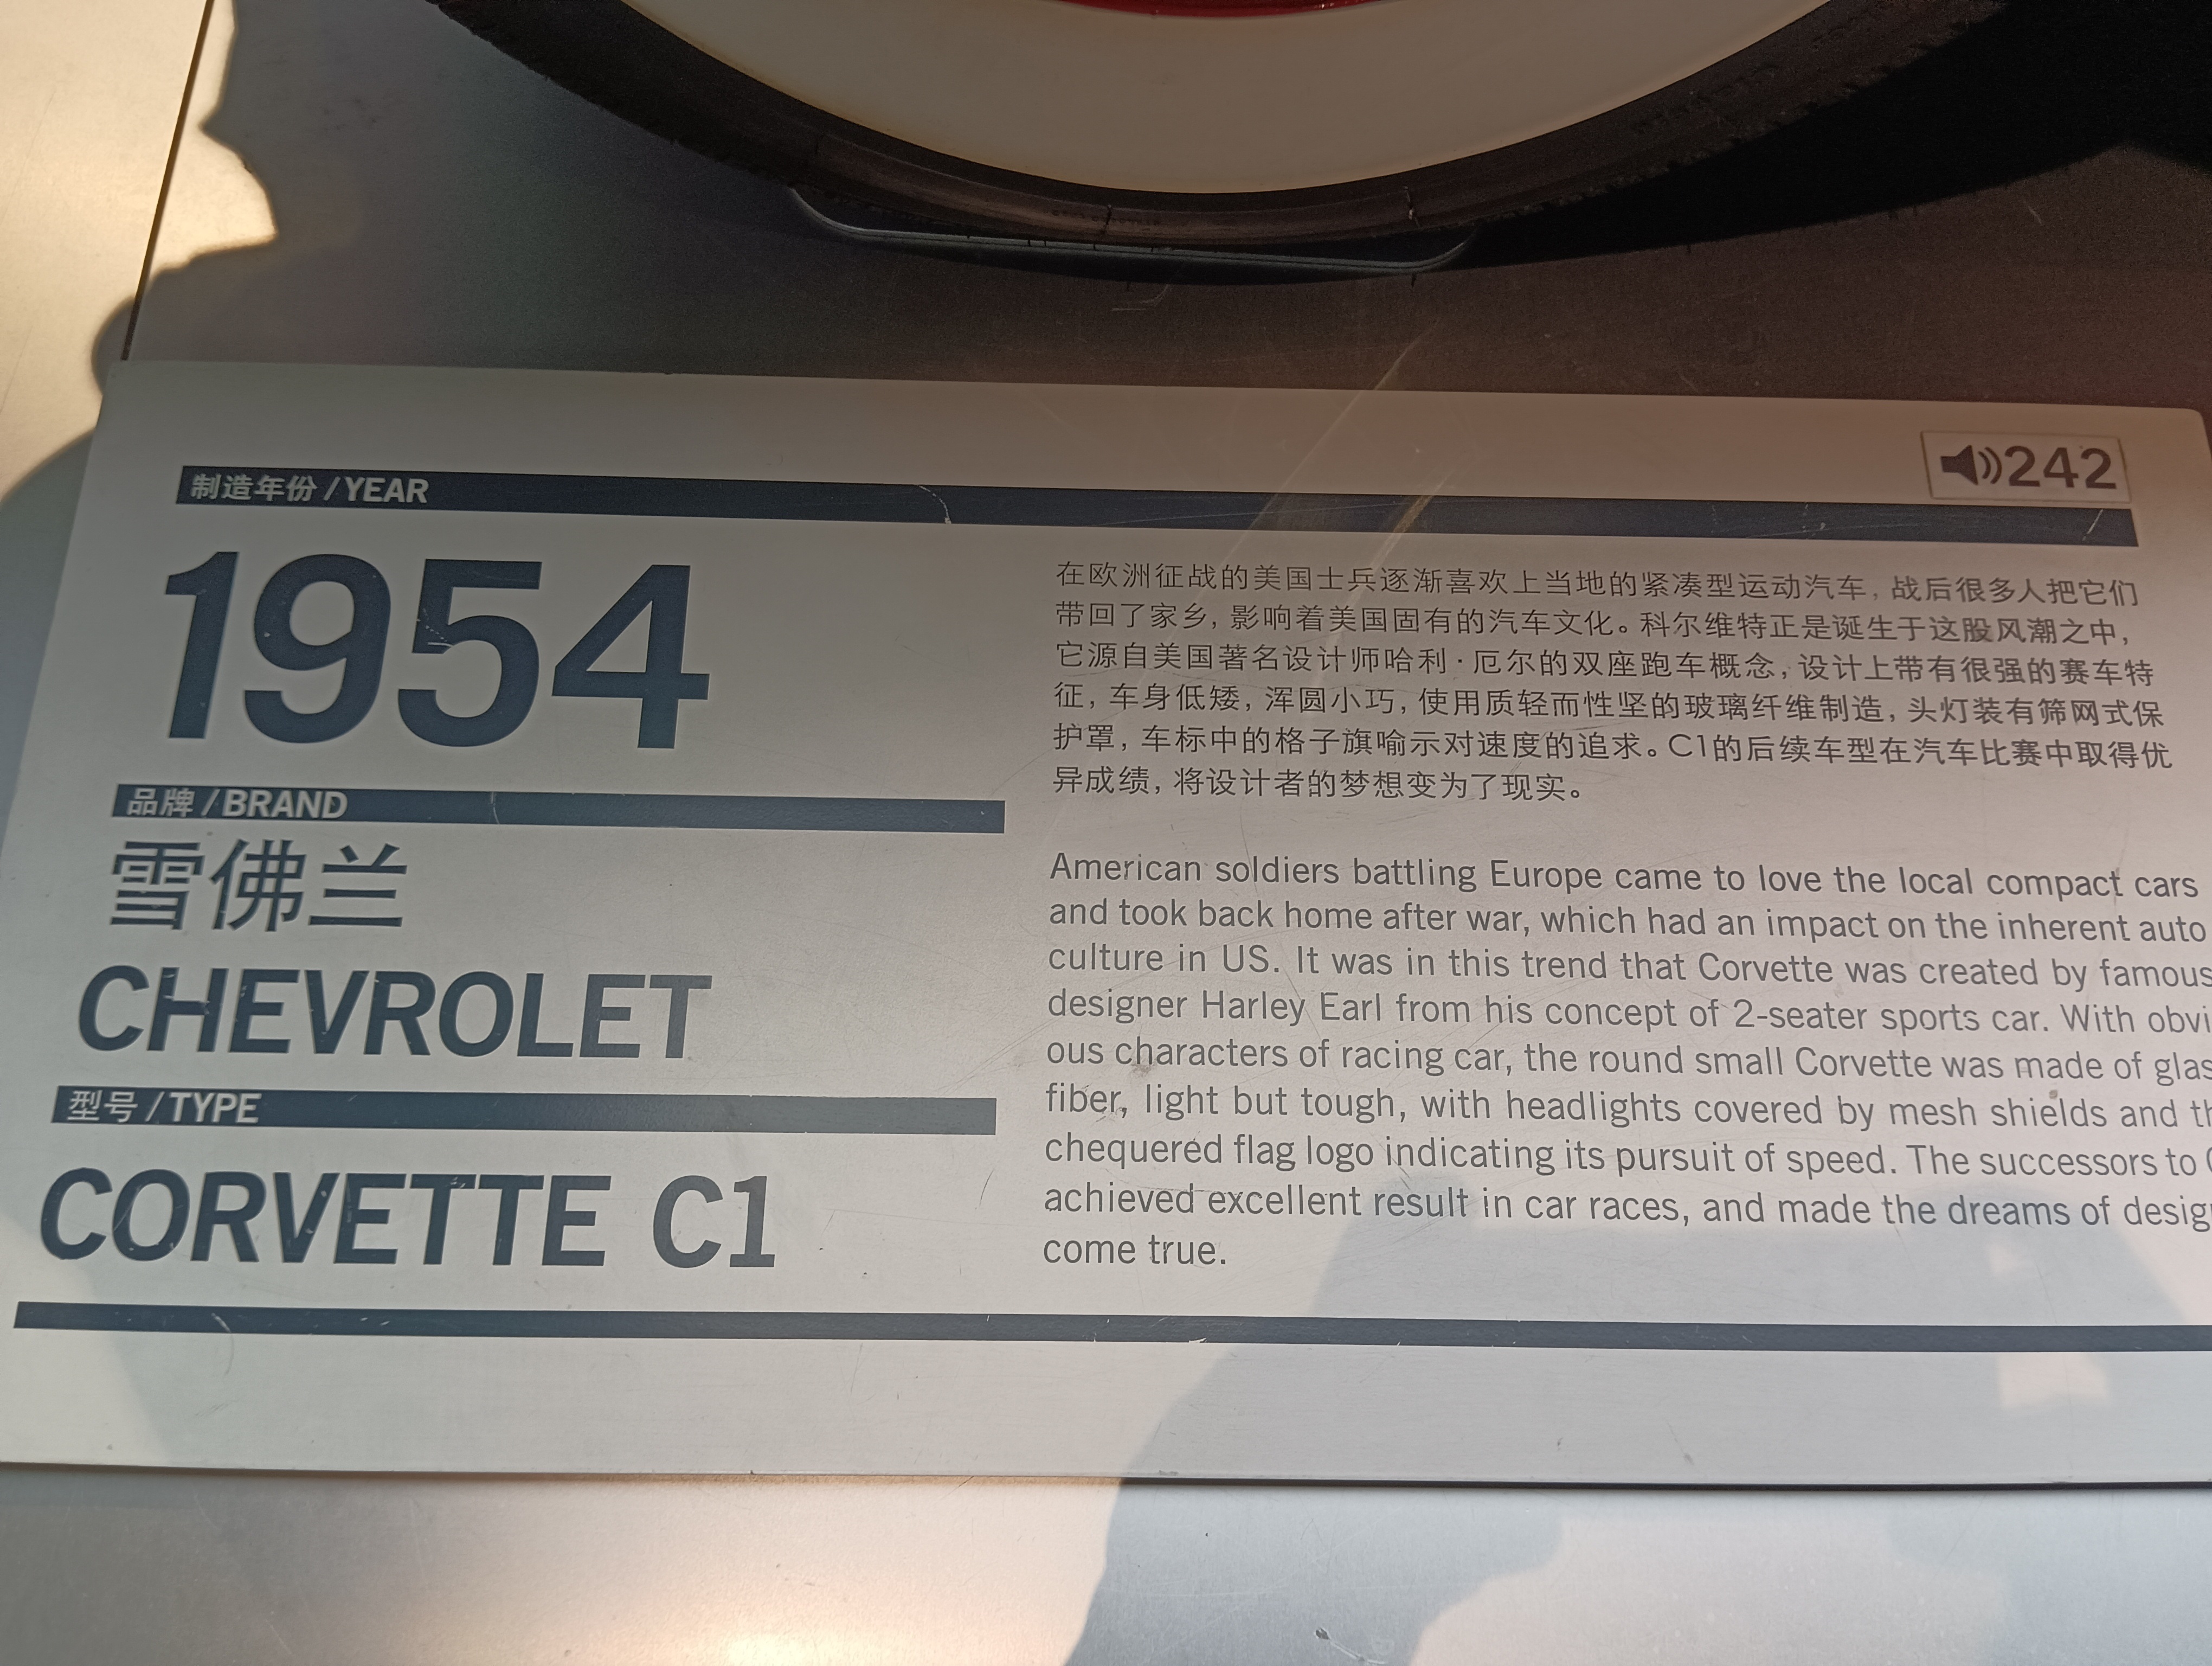 242
制造年份 / YEAR
1954
品牌 / BRAND
雪佛兰
CHEVROLET
型号 / TYPE
CORVETTE C1
在欧洲征战的美国士兵逐渐喜欢上当地的紧凑型运动汽车,战后很多人把它们
带回了家乡,影响着美国固有的汽车文化。科尔维特正是诞生于这股风潮之中,
它源自美国著名设计师哈利·厄尔的双座跑车概念,设计上带有很强的赛车特
征,车身低矮,浑圆小巧,使用质轻而性坚的玻璃纤维制造,头灯装有筛网式保
护罩,车标中的格子旗喻示对速度的追求。C1的后续车型在汽车比赛中取得优
异成绩,将设计者的梦想变为了现实。
American soldiers battling Europe came to love the local compact cars
and took back home after war, which had an impact on the inherent auto
culture in US. It was in this trend that Corvette was created by famous
designer Harley Earl from his concept of 2-seater sports car. With obvi
ous characters of racing car, the round small Corvette was made of glas
fiber, light but tough, with headlights covered by mesh shields and th
chequered flag logo indicating its pursuit of speed. The successors to
achieved excellent result in car races, and made the dreams of desig
come true.